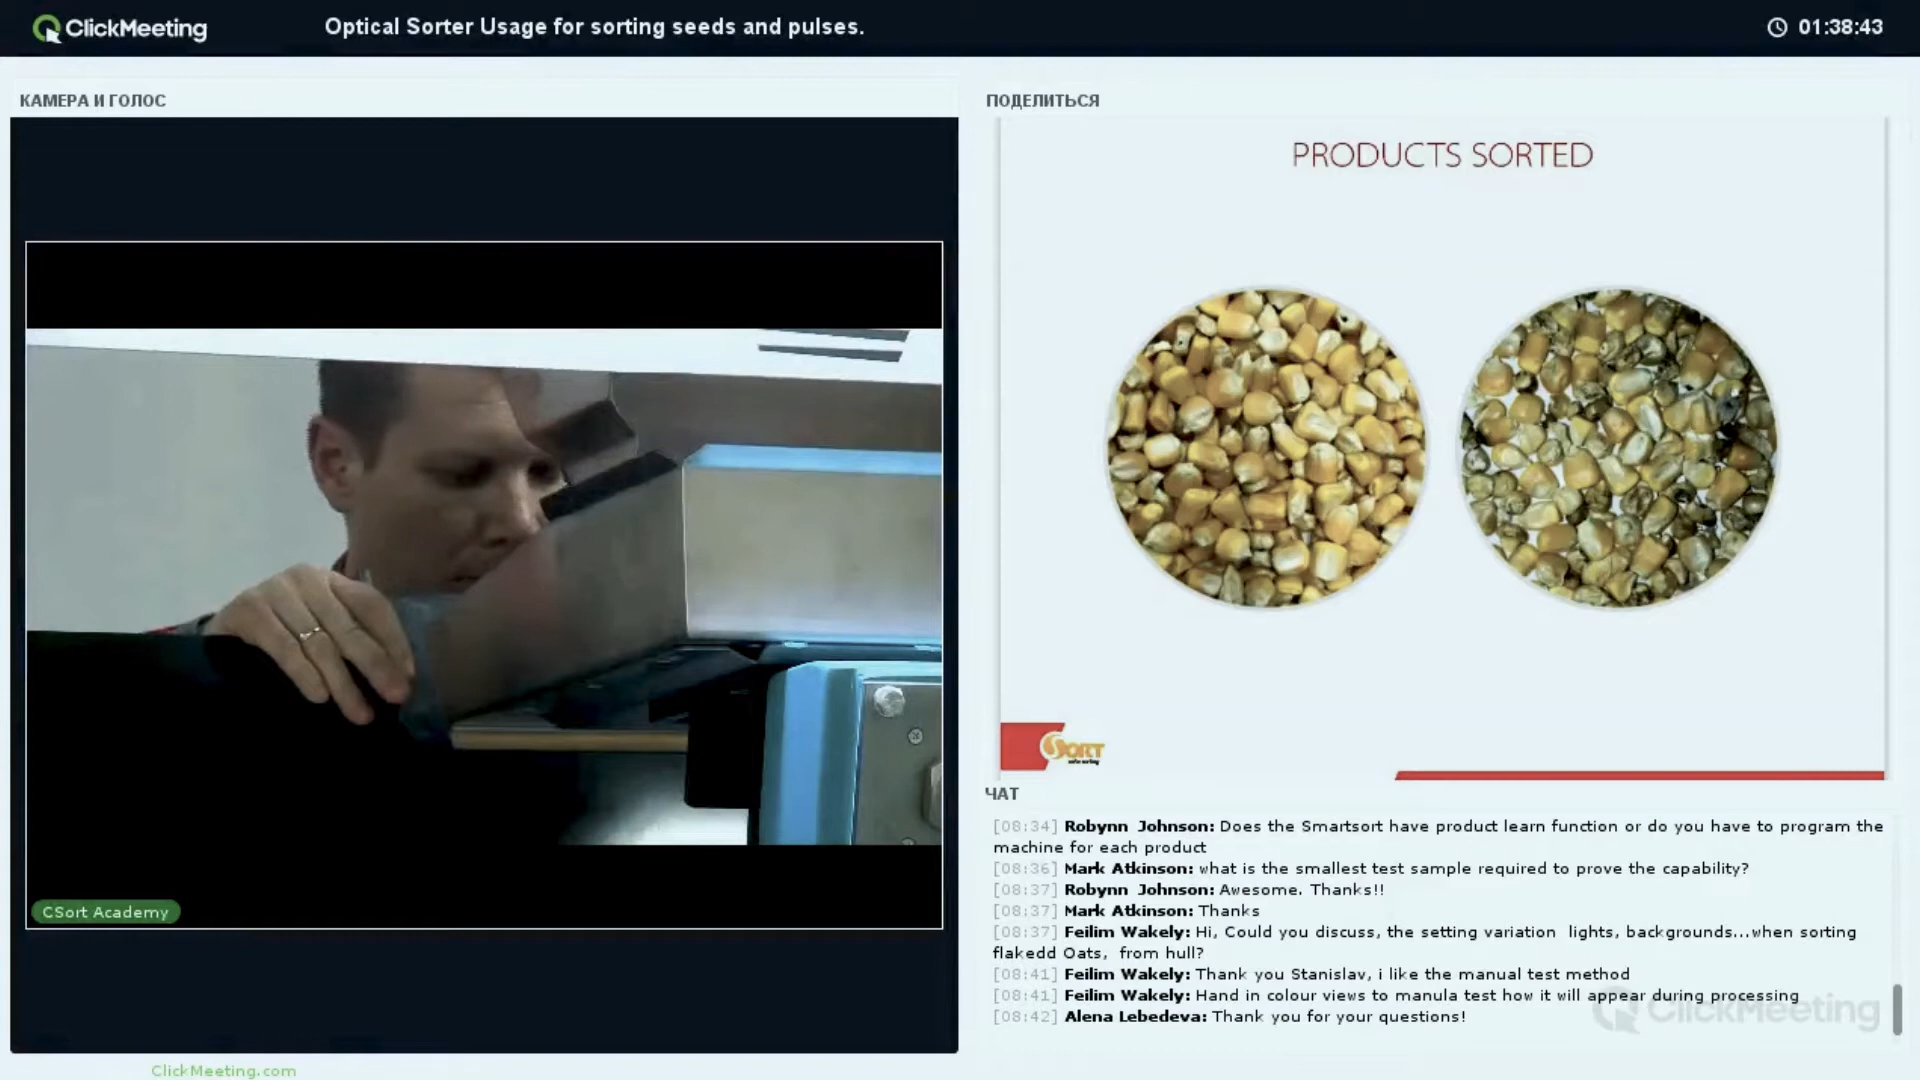 ClickMeeting
Optical Sorter Usage for sorting seeds and pulses.
01:38:43
КАМЕРА И ГОЛОС
CSort Academy
ClickMeeting.com
ПОДЕЛИТЬСЯ
PRODUCTS SORTED
SORT
ЧАТ
[08:34] Robynn Johnson: Does the Smartsort have product learn function or do you have to program the
machine for each product
[08:36] Mark Atkinson: what is the smallest test sample required to prove the capability?
[08:37] Robynn Johnson: Awesome. Thanks!!
[08:37] Mark Atkinson: Thanks
[08:37] Feilim Wakely: Hi, Could you discuss, the setting variation lights, backgrounds...when sorting
flakedd Oats, from hull?
[08:41] Feilim Wakely: Thank you Stanislav, i like the manual test method
[08:41] Feilim Wakely: Hand in colour views to manula test how it will appear during processing
[08:42] Alena Lebedeva: Thank you for your questions!
ClickMeeting